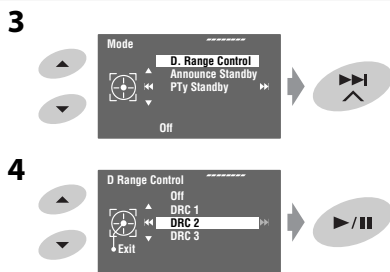 3
Mode
D. Range Control
Announce Standby
PTy Standby
Off
4
D Range Control
Off
DRC 1
DRC 2
DRC 3
Exit